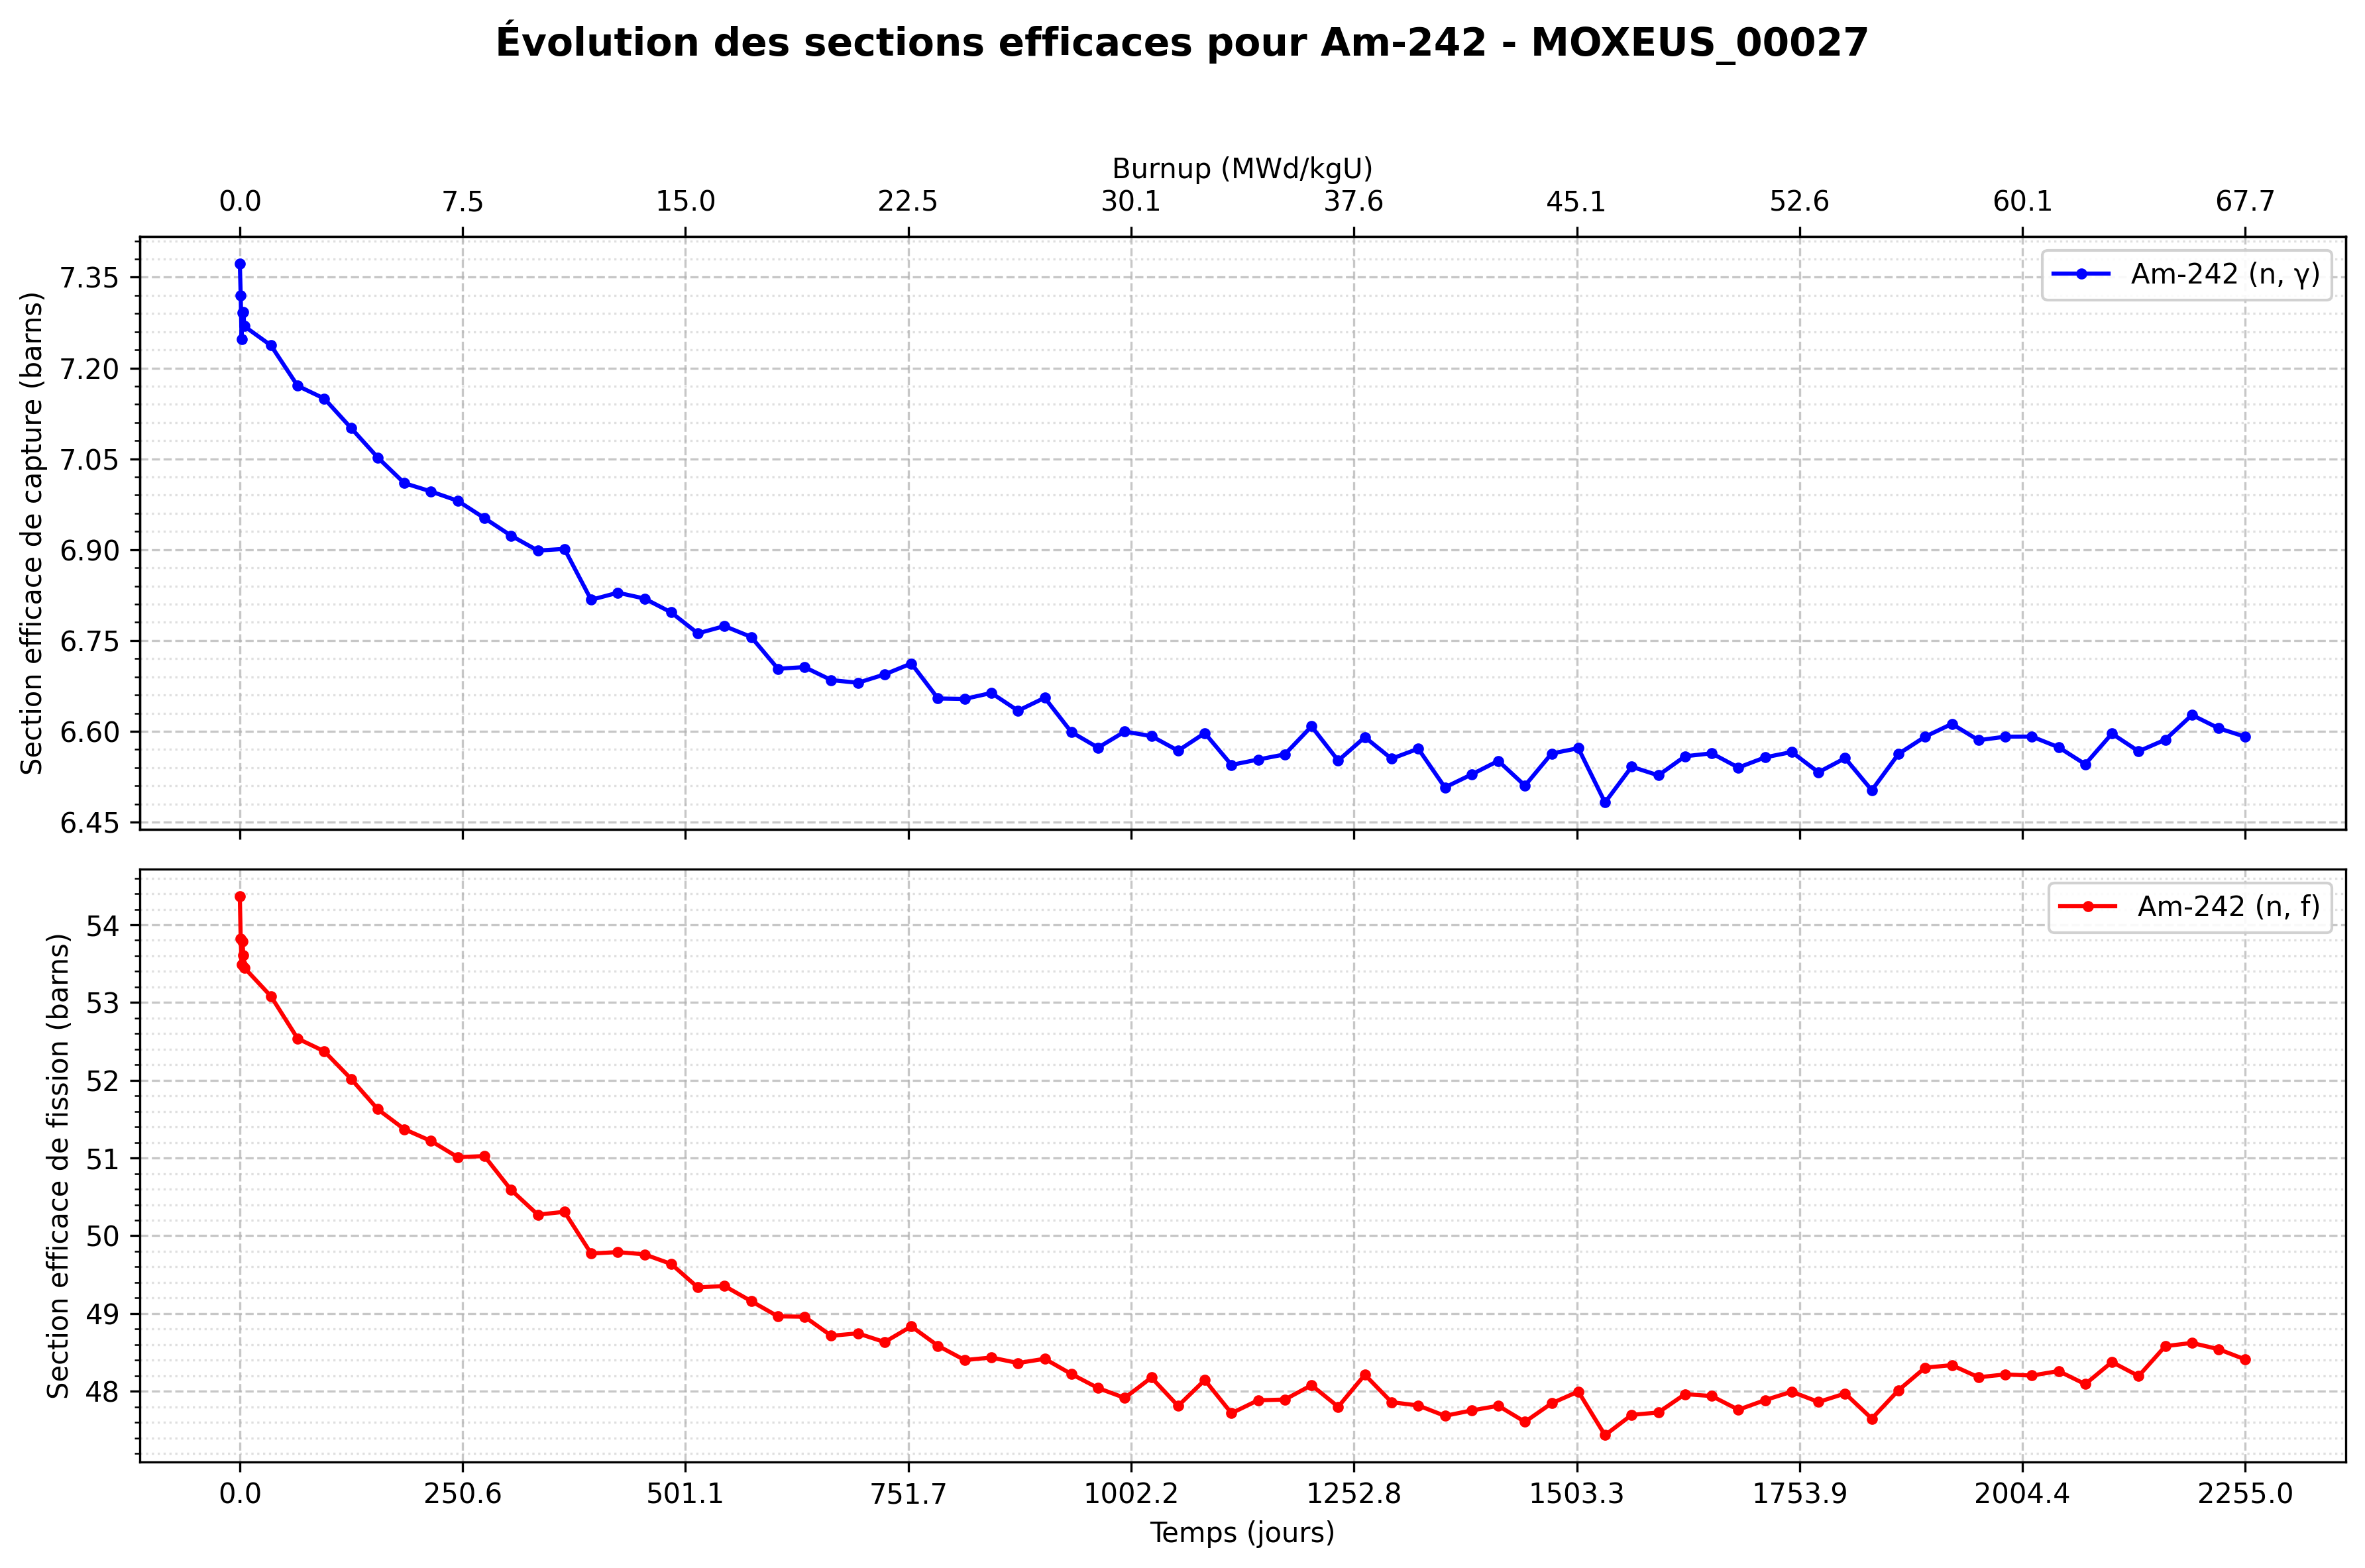 Évolution des sections efficaces pour Am-242 - MOXEUS_00027
Burnup (MWd/kgU)
0.0 7.5 15.0 22.5 30.1 37.6 45.1 52.6 60.1 67.7
Section efficace de capture (barns)
7.35
7.20
7.05
6.90
6.75
6.60
6.45
Am-242 (n, γ)
Section efficace de fission (barns)
54
53
52
51
50
49
48
Am-242 (n, f)
0.0 250.6 501.1 751.7 1002.2 1252.8 1503.3 1753.9 2004.4 2255.0
Temps (jours)